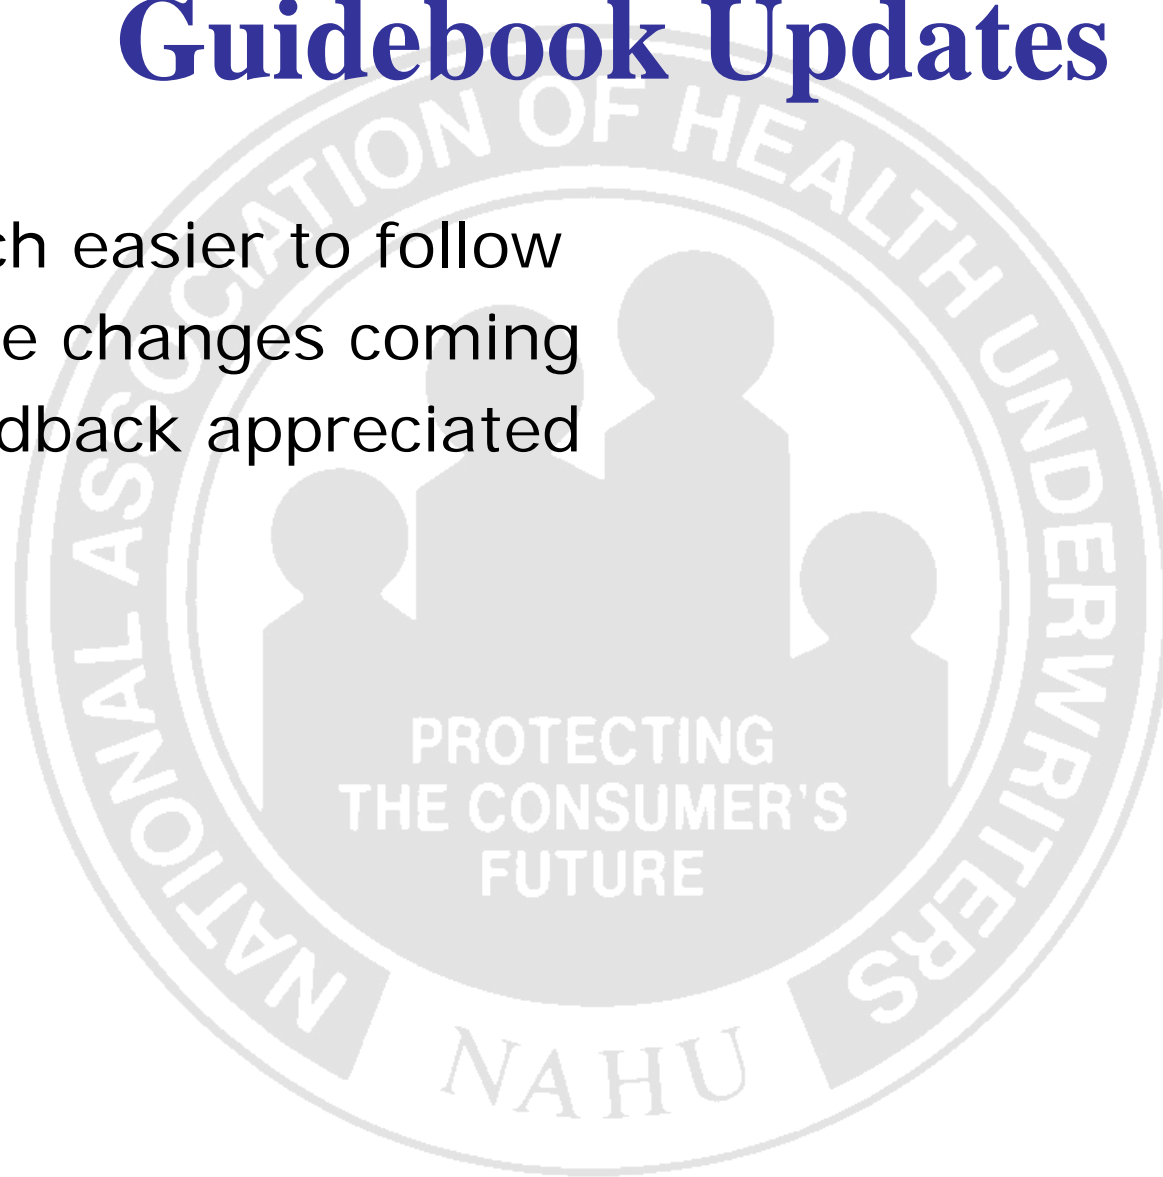 Guidebook Updates
ch easier to follow
e changes coming
dback appreciated
NATIONAL ASSOCIATION OF HEALTH UNDERWRITERS
PROTECTING
THE CONSUMER'S
FUTURE
NAHU